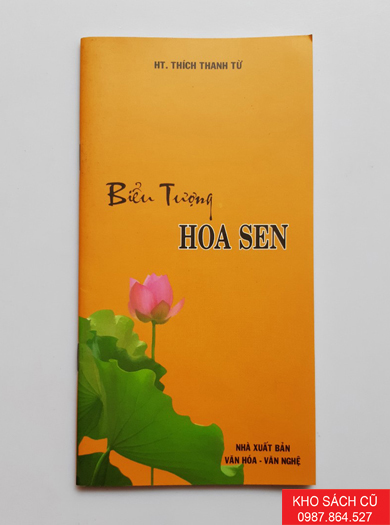 HT. THÍCH THANH TỪ
Biểu Tượng
HOA SEN
NHÀ XUẤT BẢN
VĂN HÓA - VĂN NGHỆ
KHO SÁCH CŨ
0987.864.527